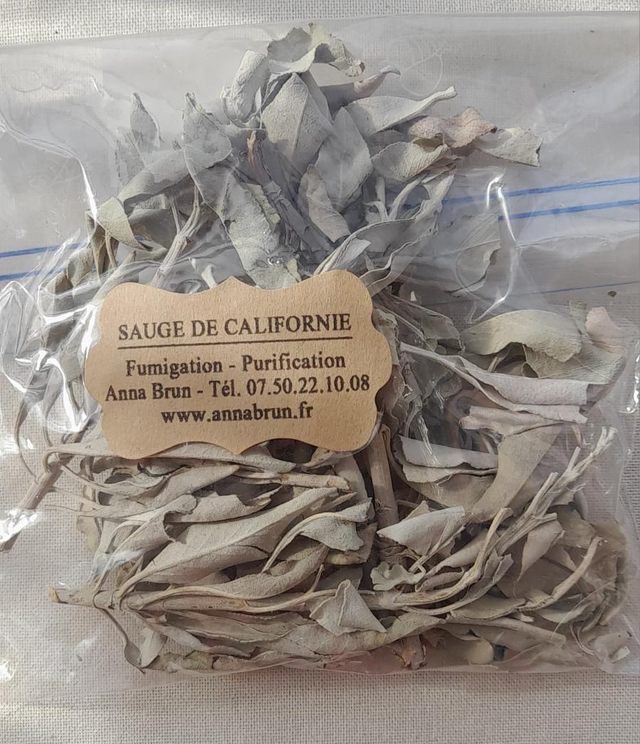 SAUGE DE CALIFORNIE
Fumigation - Purification
Anna Brun - Tél. 07.50.22.10.08
www.annabrun.fr